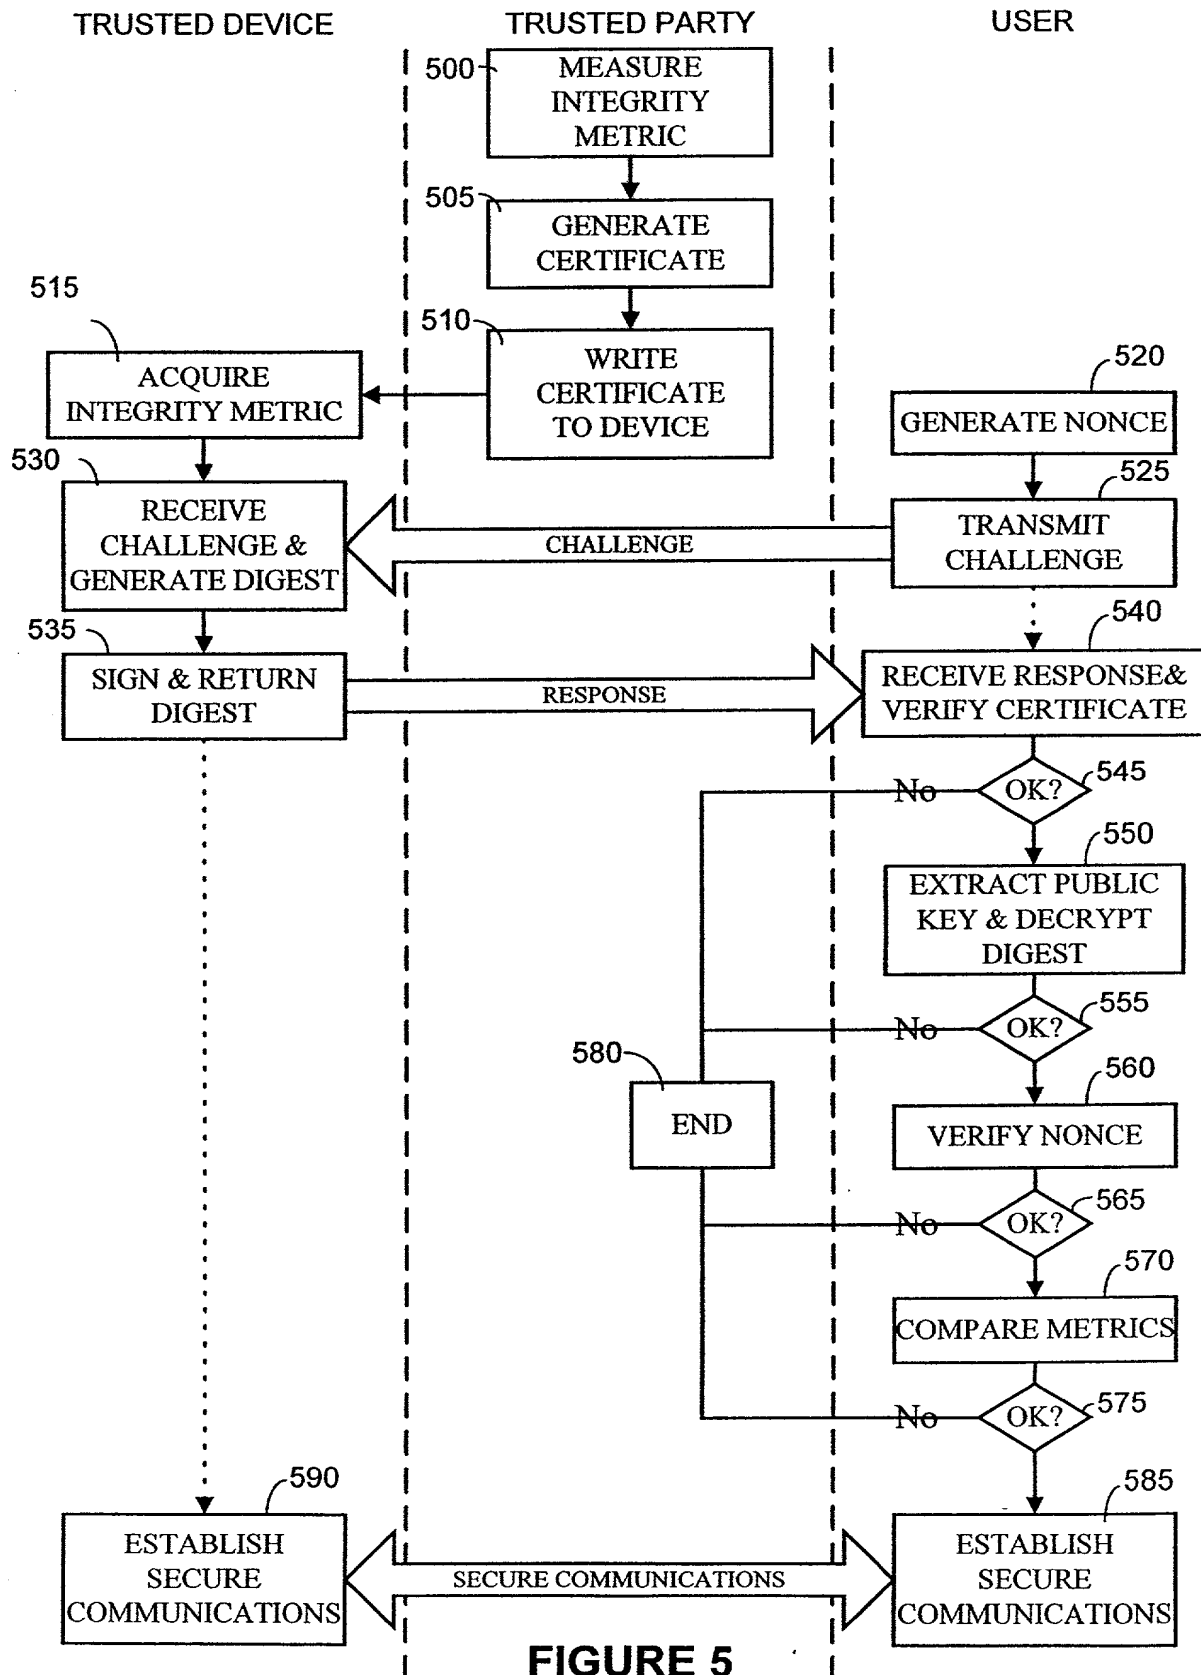 TRUSTED DEVICE
TRUSTED PARTY
USER
500
MEASURE
INTEGRITY
METRIC
505
GENERATE
CERTIFICATE
510
WRITE
CERTIFICATE
TO DEVICE
515
ACQUIRE
INTEGRITY METRIC
520
GENERATE NONCE
525
TRANSMIT
CHALLENGE
530
RECEIVE
CHALLENGE &
GENERATE DIGEST
CHALLENGE
535
SIGN & RETURN
DIGEST
RESPONSE
540
RECEIVE RESPONSE&
VERIFY CERTIFICATE
545
OK?
No
550
EXTRACT PUBLIC
KEY & DECRYPT
DIGEST
555
OK?
No
580
END
560
VERIFY NONCE
565
OK?
No
570
COMPARE METRICS
575
OK?
No
590
ESTABLISH
SECURE
COMMUNICATIONS
SECURE COMMUNICATIONS
585
ESTABLISH
SECURE
COMMUNICATIONS
FIGURE 5